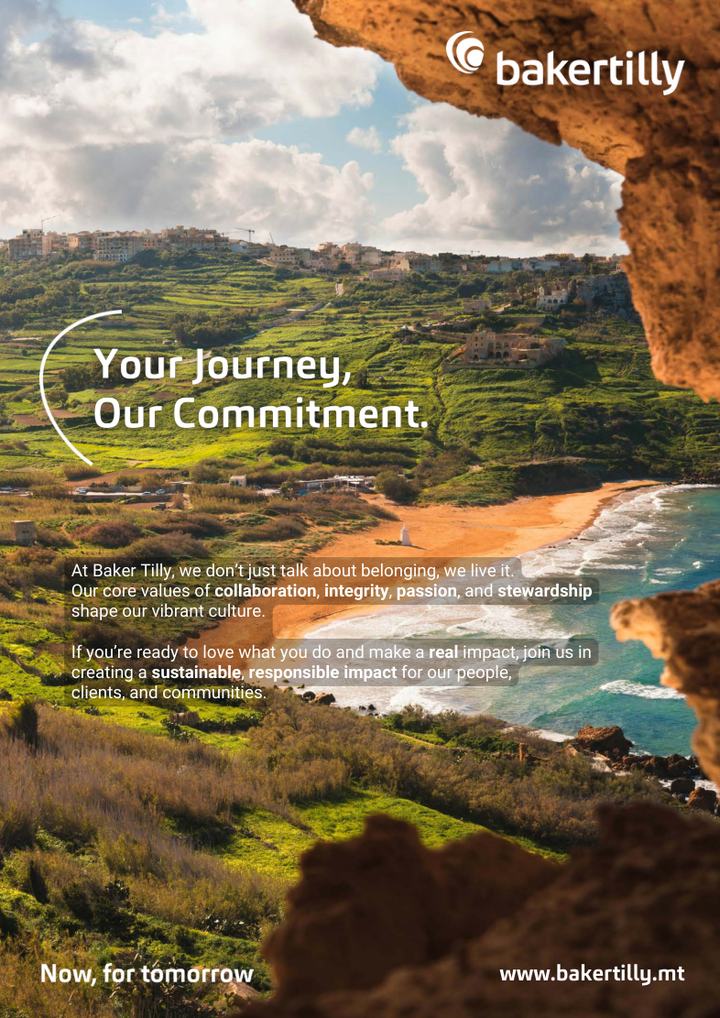 bakertilly
Your Journey,
Our Commitment.
At Baker Tilly, we don't just talk about belonging, we live it.
Our core values of collaboration, integrity, passion, and stewardship
shape our vibrant culture.
If you're ready to love what you do and make a real impact, join us in
creating a sustainable, responsible impact for our people,
clients, and communities.
Now, for tomorrow
www.bakertilly.mt